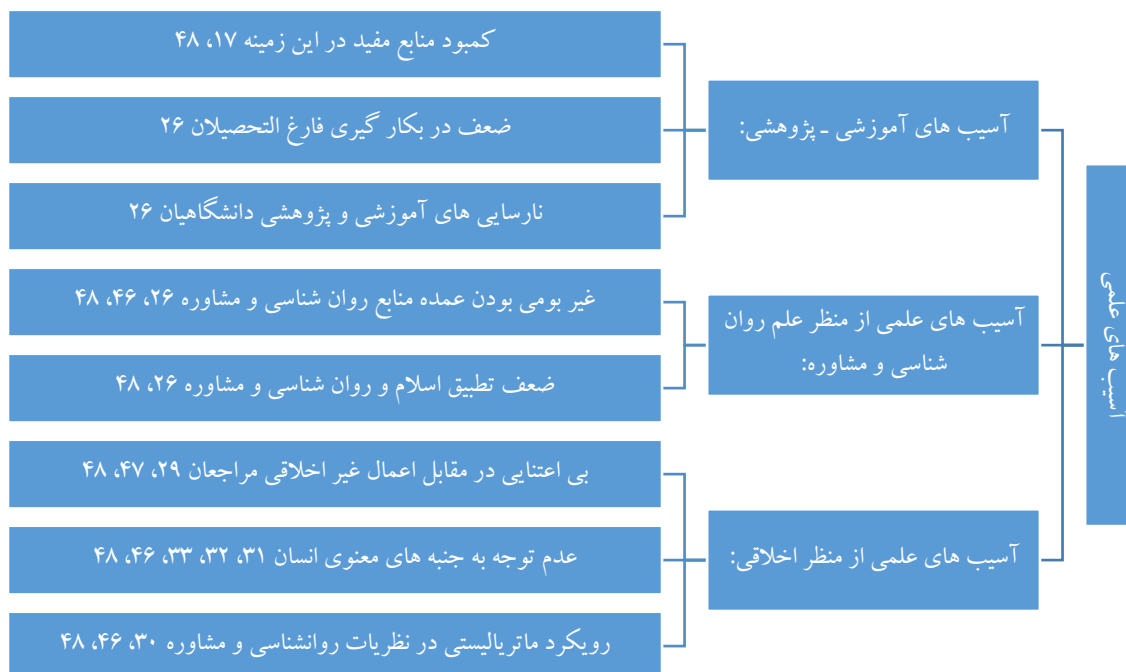 آسیب های علمی
آسیب های آموزشی ـ پژوهشی:
کمبود منابع مفید در این زمینه ۱۷، ۴۸
ضعف در بکار گیری فارغ التحصیلان ۲۶
نارسایی های آموزشی و پژوهشی دانشگاهیان ۲۶
آسیب های علمی از منظر علم روان
شناسی و مشاوره:
غیر بومی بودن عمده منابع روان شناسی و مشاوره ۲۶، ۴۶، ۴۸
ضعف تطبیق اسلام و روان شناسی و مشاوره ۲۶، ۴۸
آسیب های علمی از منظر اخلاقی:
بی اعتنایی در مقابل اعمال غیر اخلاقی مراجعان ۲۹، ۴۷، ۴۸
عدم توجه به جنبه های معنوی انسان ۳۱، ۳۲، ۳۳، ۴۶، ۴۸
رویکرد ماتریالیستی در نظریات روانشناسی و مشاوره ۳۰، ۴۶، ۴۸